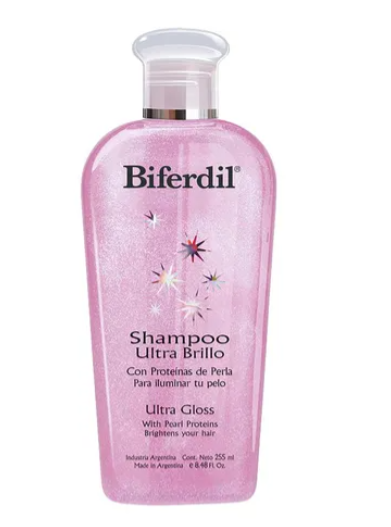 Biferdil®
Shampoo
Ultra Brillo
Con Proteinas de Perla
Para iluminar tu pelo
Ultra Gloss
With Pearl Proteins
Brightens your hair
Industria Argentina Cont. Neto 255 ml
Made in Argentina e 8,48 Fl. Oz.